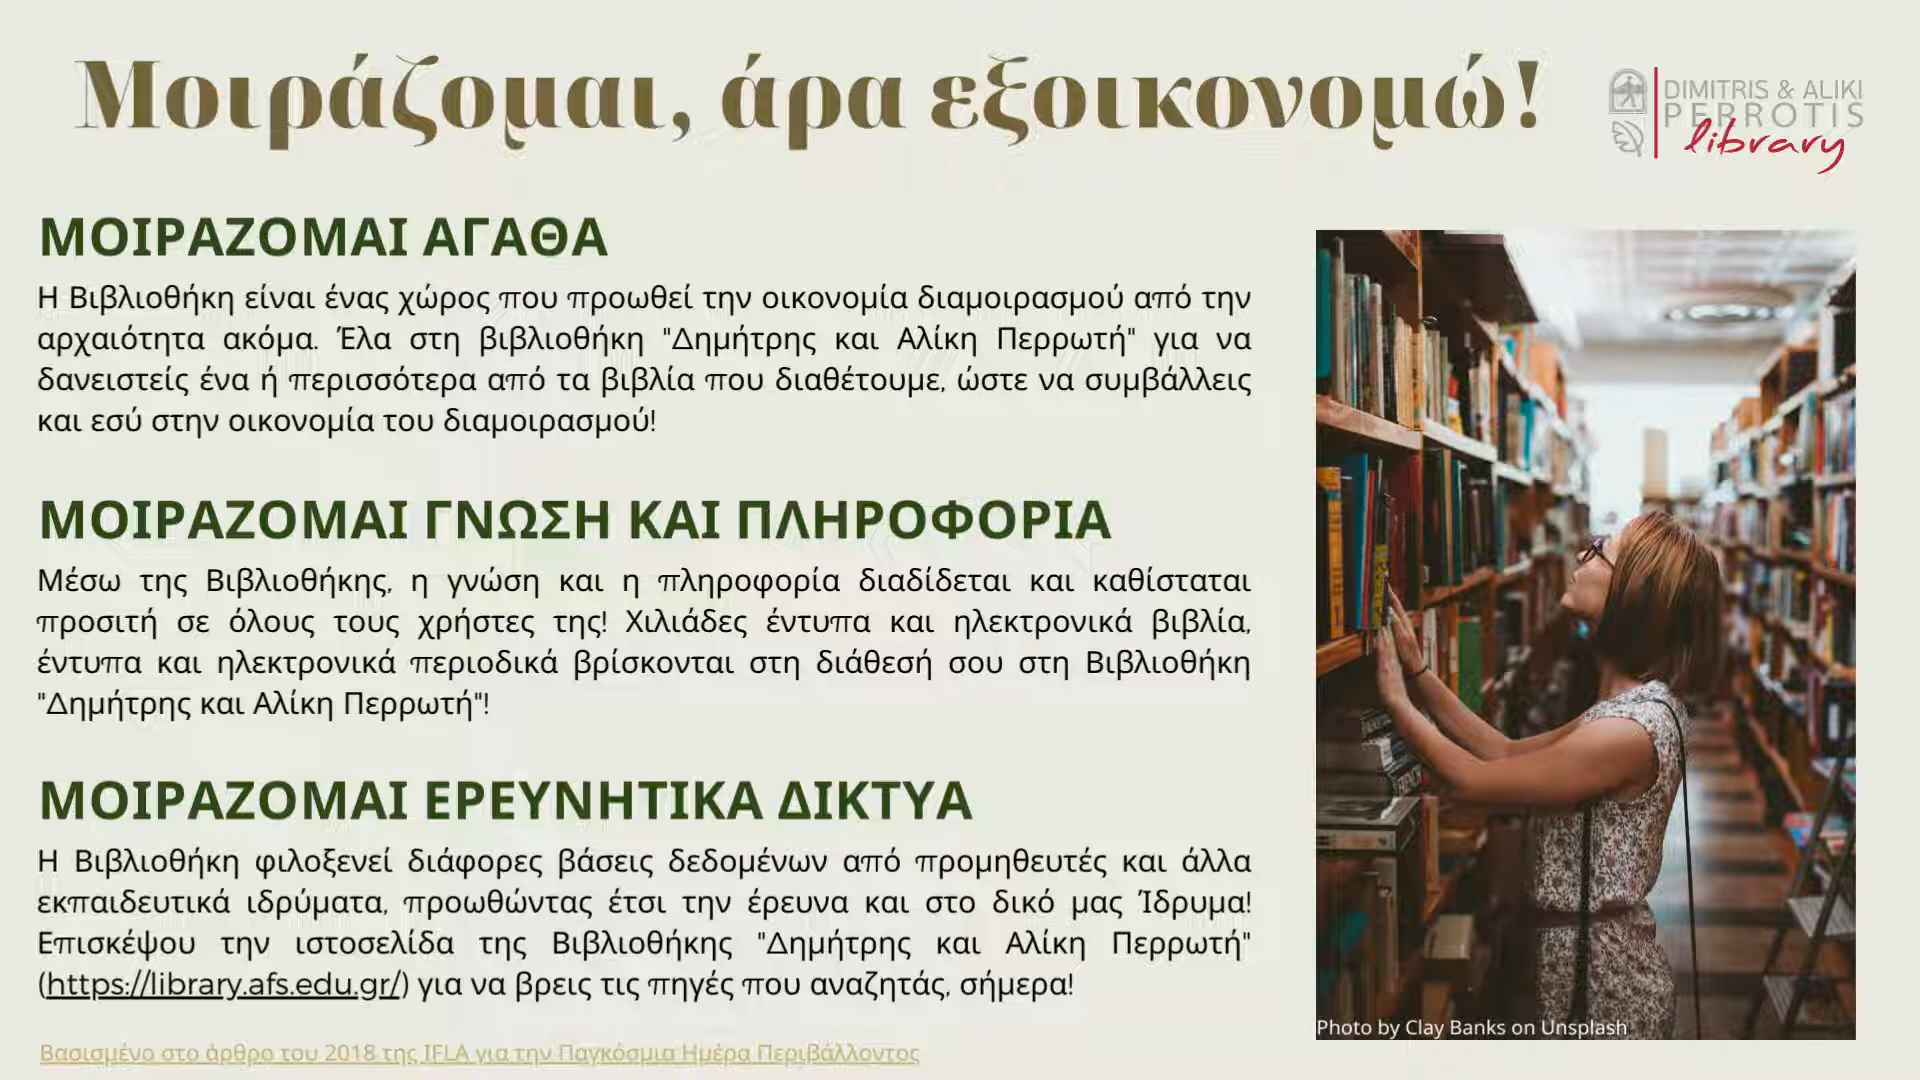 Μοιράζομαι, άρα εξοικονομώ!
DIMITRIS & ALIKI
PERROTIS
library
ΜΟΙΡΑΖΟΜΑΙ ΑΓΑΘΑ
Η Βιβλιοθήκη είναι ένας χώρος που προωθεί την οικονομία διαμοιρασμού από την
αρχαιότητα ακόμα. Έλα στη βιβλιοθήκη "Δημήτρης και Αλίκη Περρωτή" για να
δανειστείς ένα ή περισσότερα από τα βιβλία που διαθέτουμε, ώστε να συμβάλλεις
και εσύ στην οικονομία του διαμοιρασμού!
ΜΟΙΡΑΖΟΜΑΙ ΓΝΩΣΗ ΚΑΙ ΠΛΗΡΟΦΟΡΙΑ
Μέσω της Βιβλιοθήκης, η γνώση και η πληροφορία διαδίδεται και καθίσταται
προσιτή σε όλους τους χρήστες της! Χιλιάδες έντυπα και ηλεκτρονικά βιβλία,
έντυπα και ηλεκτρονικά περιοδικά βρίσκονται στη διάθεσή σου στη Βιβλιοθήκη
"Δημήτρης και Αλίκη Περρωτή"!
ΜΟΙΡΑΖΟΜΑΙ ΕΡΕΥΝΗΤΙΚΑ ΔΙΚΤΥΑ
Η Βιβλιοθήκη φιλοξενεί διάφορες βάσεις δεδομένων από προμηθευτές και άλλα
εκπαιδευτικά ιδρύματα, προωθώντας έτσι την έρευνα και στο δικό μας Ίδρυμα!
Επισκέψου την ιστοσελίδα της Βιβλιοθήκης "Δημήτρης και Αλίκη Περρωτή"
(https://library.afs.edu.gr/) για να βρεις τις πηγές που αναζητάς, σήμερα!
Photo by Clay Banks on Unsplash
Βασισμένο στο άρθρο του 2018 της IFLA για την Παγκόσμια Ημέρα Περιβάλλοντος